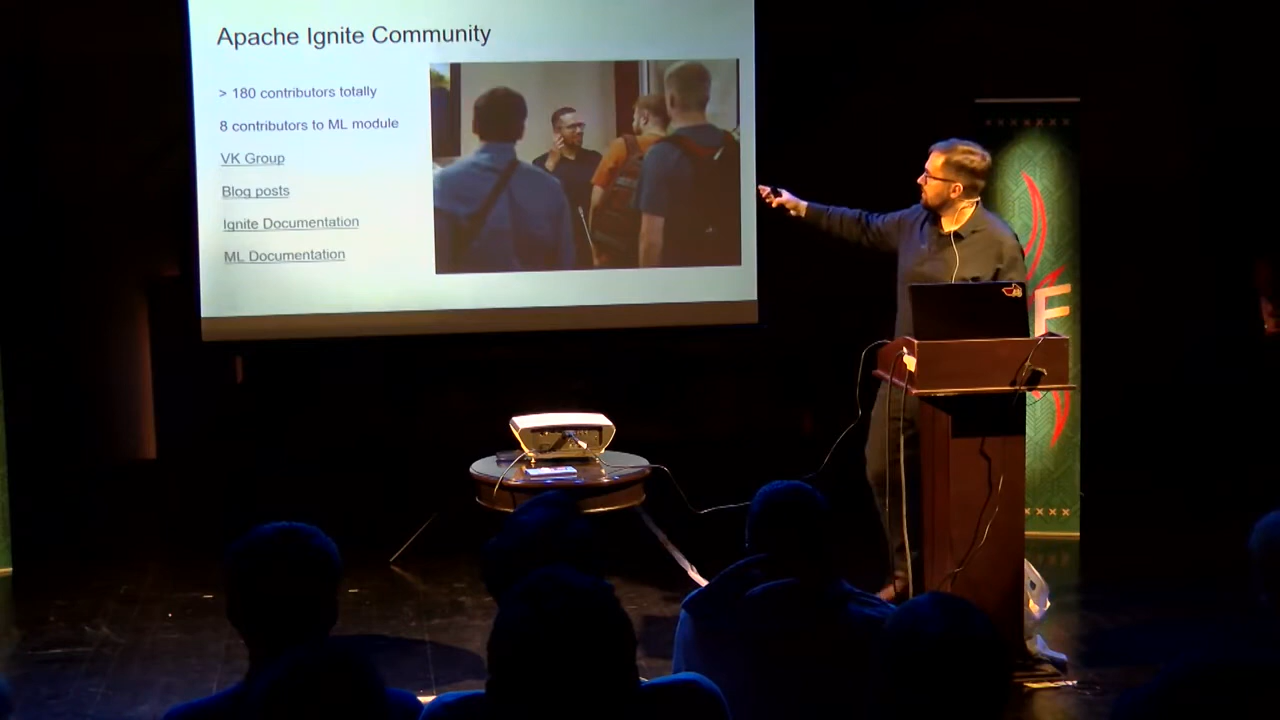 Apache Ignite Community
> 180 contributors totally
8 contributors to ML module
VK Group
Blog posts
Ignite Documentation
ML Documentation
F